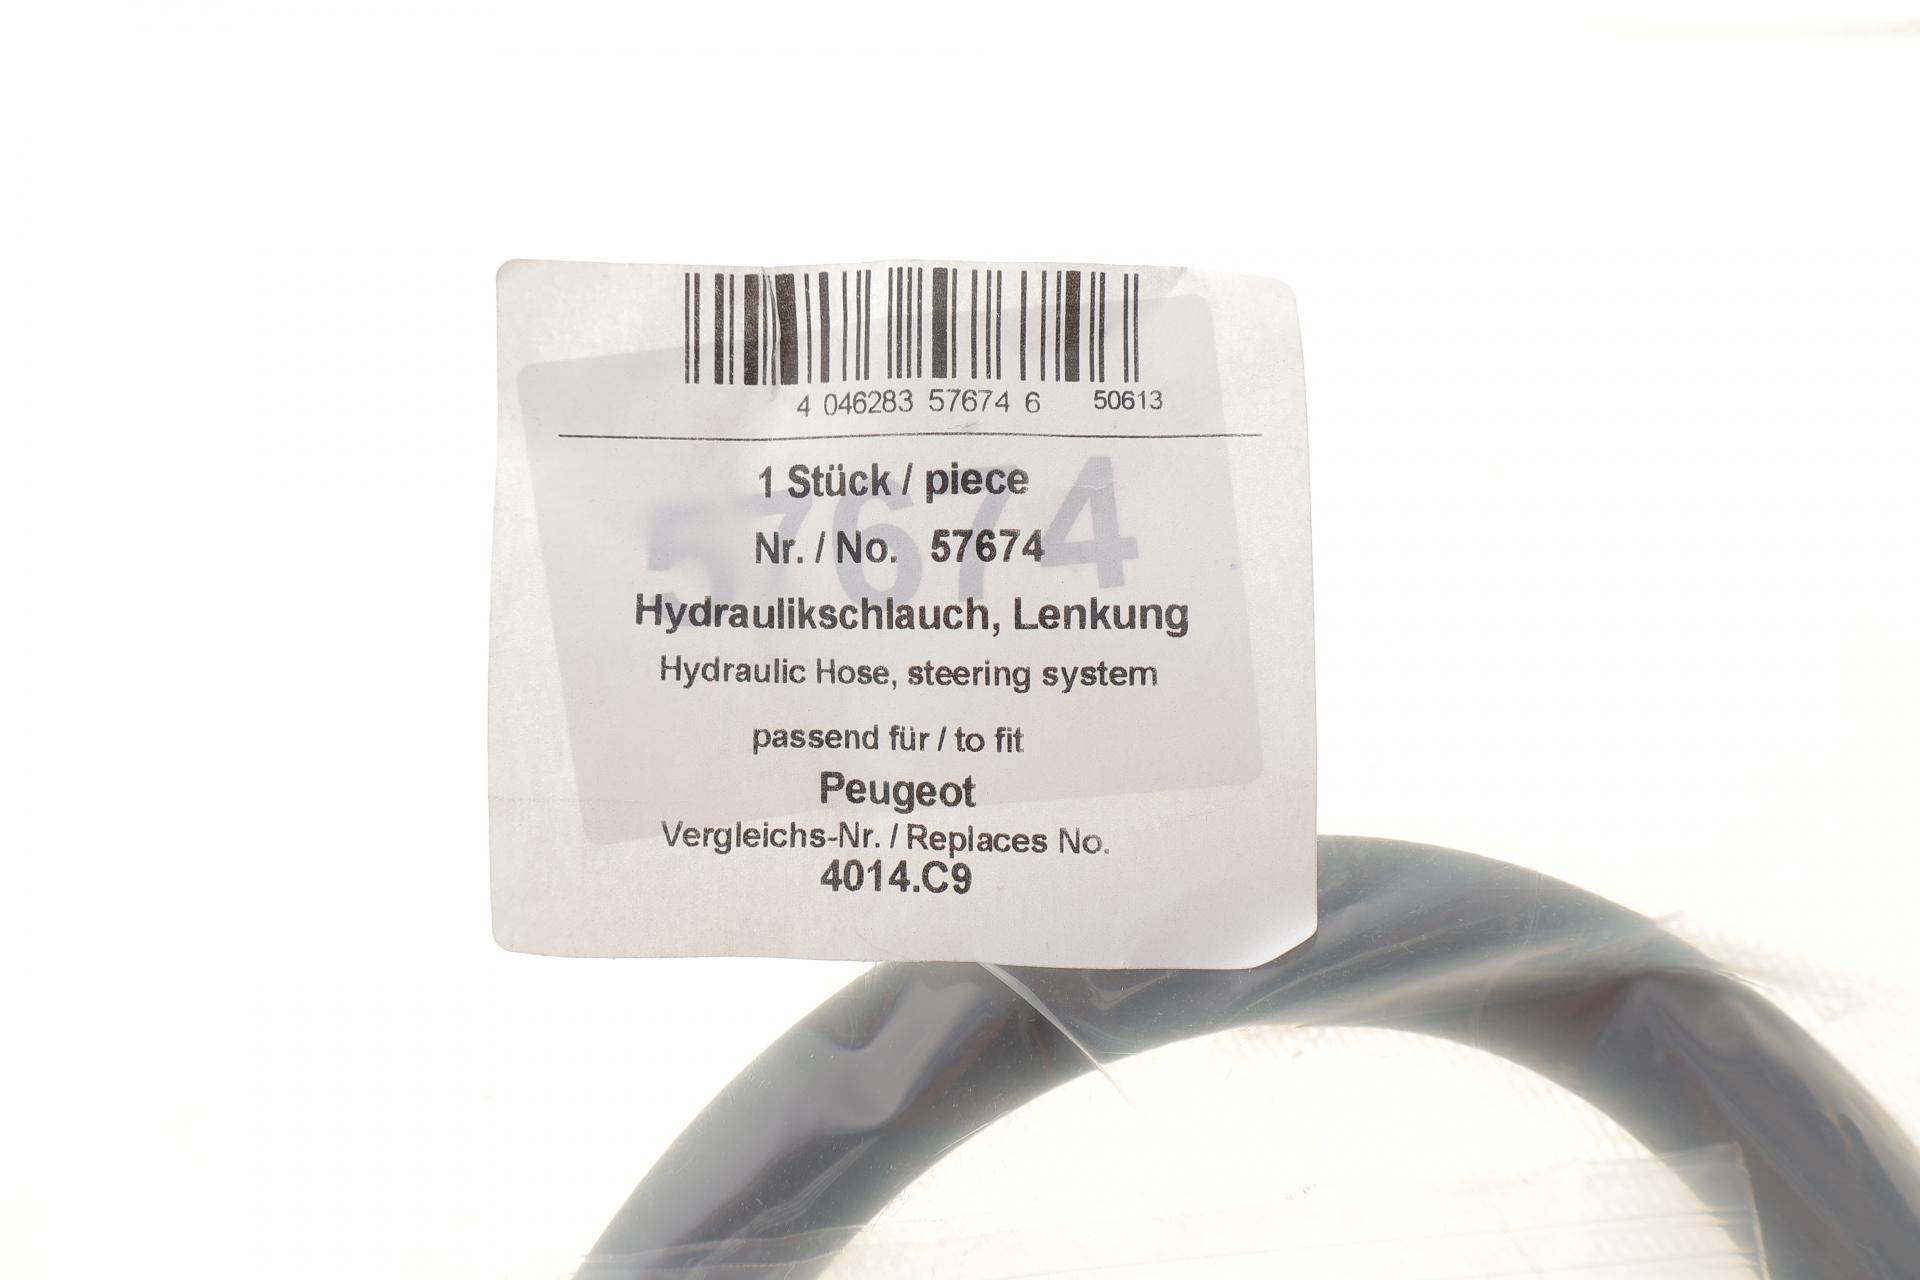 4 046283 57674 6 50613
1 Stück / piece
Nr. / No. 57674
57674
Hydraulikschlauch, Lenkung
Hydraulic Hose, steering system
passend für / to fit
Peugeot
Vergleichs-Nr. / Replaces No.
4014.C9